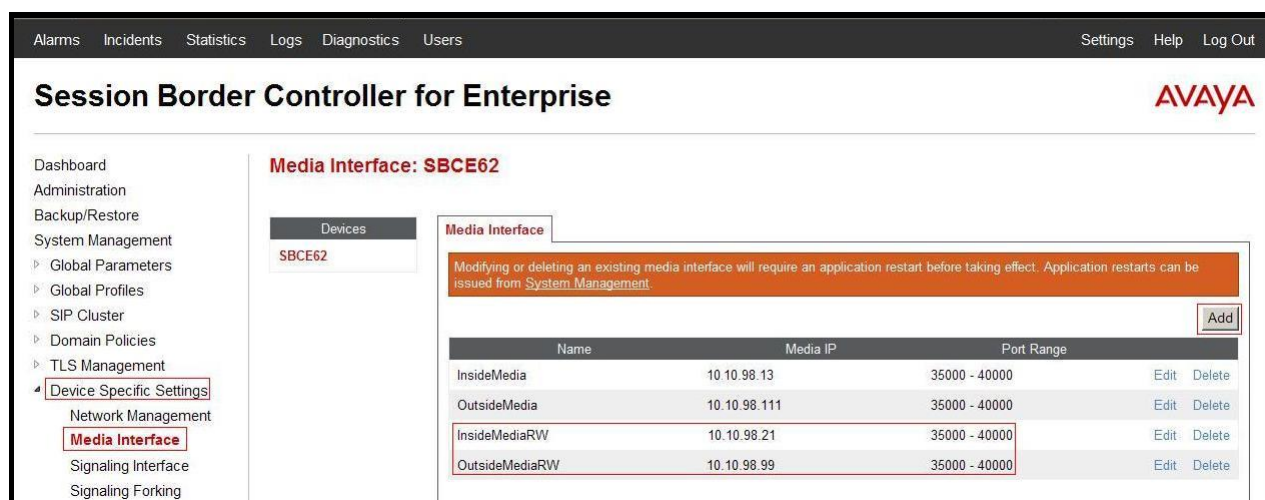 Alarms Incidents Statistics Logs Diagnostics Users Settings Help Log Out
Session Border Controller for Enterprise
AVAYA
Dashboard
Administration
Backup/Restore
System Management
Global Parameters
Global Profiles
SIP Cluster
Domain Policies
TLS Management
Device Specific Settings
Network Management
Media Interface
Signaling Interface
Signaling Forking
Media Interface: SBCE62
Devices
SBCE62
Media Interface
Modifying or deleting an existing media interface will require an application restart before taking effect. Application restarts can be
issued from System Management.
Add
Name Media IP Port Range
InsideMedia 10.10.98.13 35000 - 40000 Edit Delete
OutsideMedia 10.10.98.111 35000 - 40000 Edit Delete
InsideMediaRW 10.10.98.21 35000 - 40000 Edit Delete
OutsideMediaRW 10.10.98.99 35000 - 40000 Edit Delete